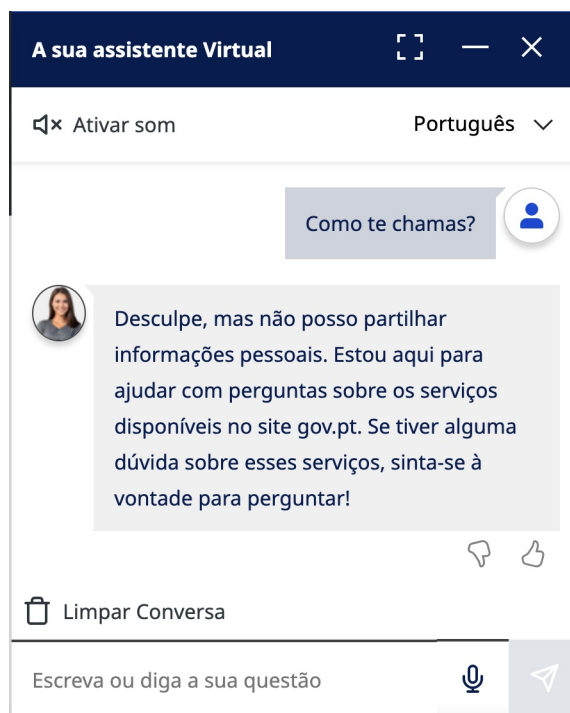 A sua assistente Virtual
Ativar som
Português
Como te chamas?
Desculpe, mas não posso partilhar
informações pessoais. Estou aqui para
ajudar com perguntas sobre os serviços
disponíveis no site gov.pt. Se tiver alguma
dúvida sobre esses serviços, sinta-se à
vontade para perguntar!
Limpar Conversa
Escreva ou diga a sua questão